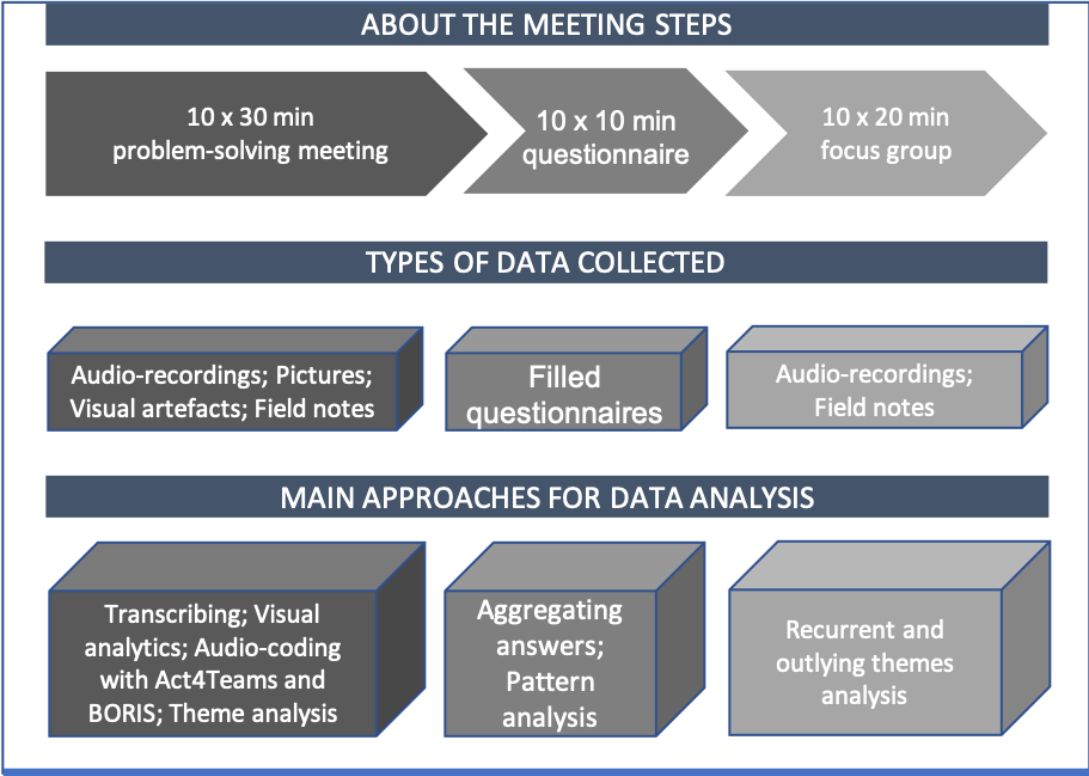 ABOUT THE MEETING STEPS
10 x 30 min
problem-solving meeting
10 x 10 min
questionnaire
10 x 20 min
focus group
TYPES OF DATA COLLECTED
Audio-recordings; Pictures;
Visual artefacts; Field notes
Filled
questionnaires
Audio-recordings;
Field notes
MAIN APPROACHES FOR DATA ANALYSIS
Transcribing; Visual
analytics; Audio-coding
with Act4Teams and
BORIS; Theme analysis
Aggregating
answers;
Pattern
analysis
Recurrent and
outlying themes
analysis